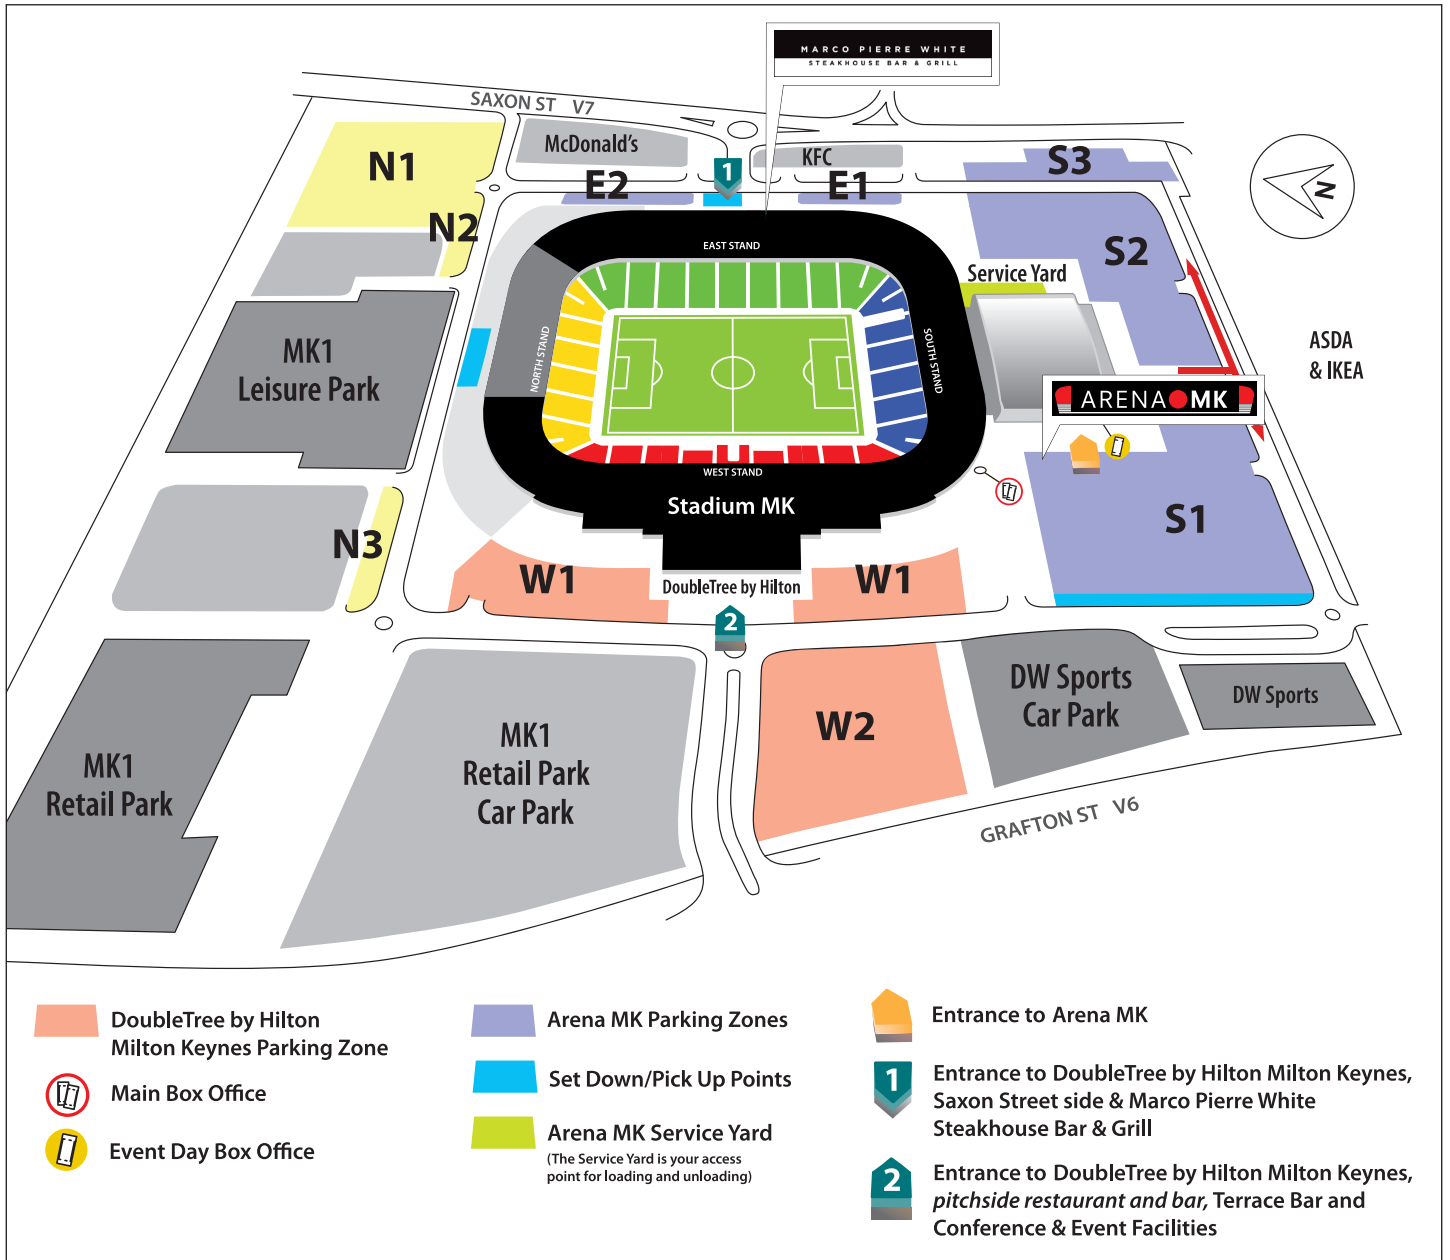 MARCO PIERRE WHITE
STEAKHOUSE BAR & GRILL
SAXON ST V7
McDonald's
KFC
1
N1
E2
E1
S3
N
N2
S2
EAST STAND
Service Yard
MK1
Leisure Park
NORTH STAND
SOUTH STAND
ASDA
& IKEA
ARENA MK
WEST STAND
Stadium MK
S1
N3
W1
DoubleTree by Hilton
W1
2
DW Sports
Car Park
DW Sports
W2
MK1
Retail Park
Car Park
MK1
Retail Park
GRAFTON ST V6
DoubleTree by Hilton
Milton Keynes Parking Zone
Main Box Office
Event Day Box Office
Arena MK Parking Zones
Set Down/Pick Up Points
Arena MK Service Yard
(The Service Yard is your access
point for loading and unloading)
Entrance to Arena MK
1
Entrance to DoubleTree by Hilton Milton Keynes,
Saxon Street side & Marco Pierre White
Steakhouse Bar & Grill
2
Entrance to DoubleTree by Hilton Milton Keynes,
pitchside restaurant and bar, Terrace Bar and
Conference & Event Facilities